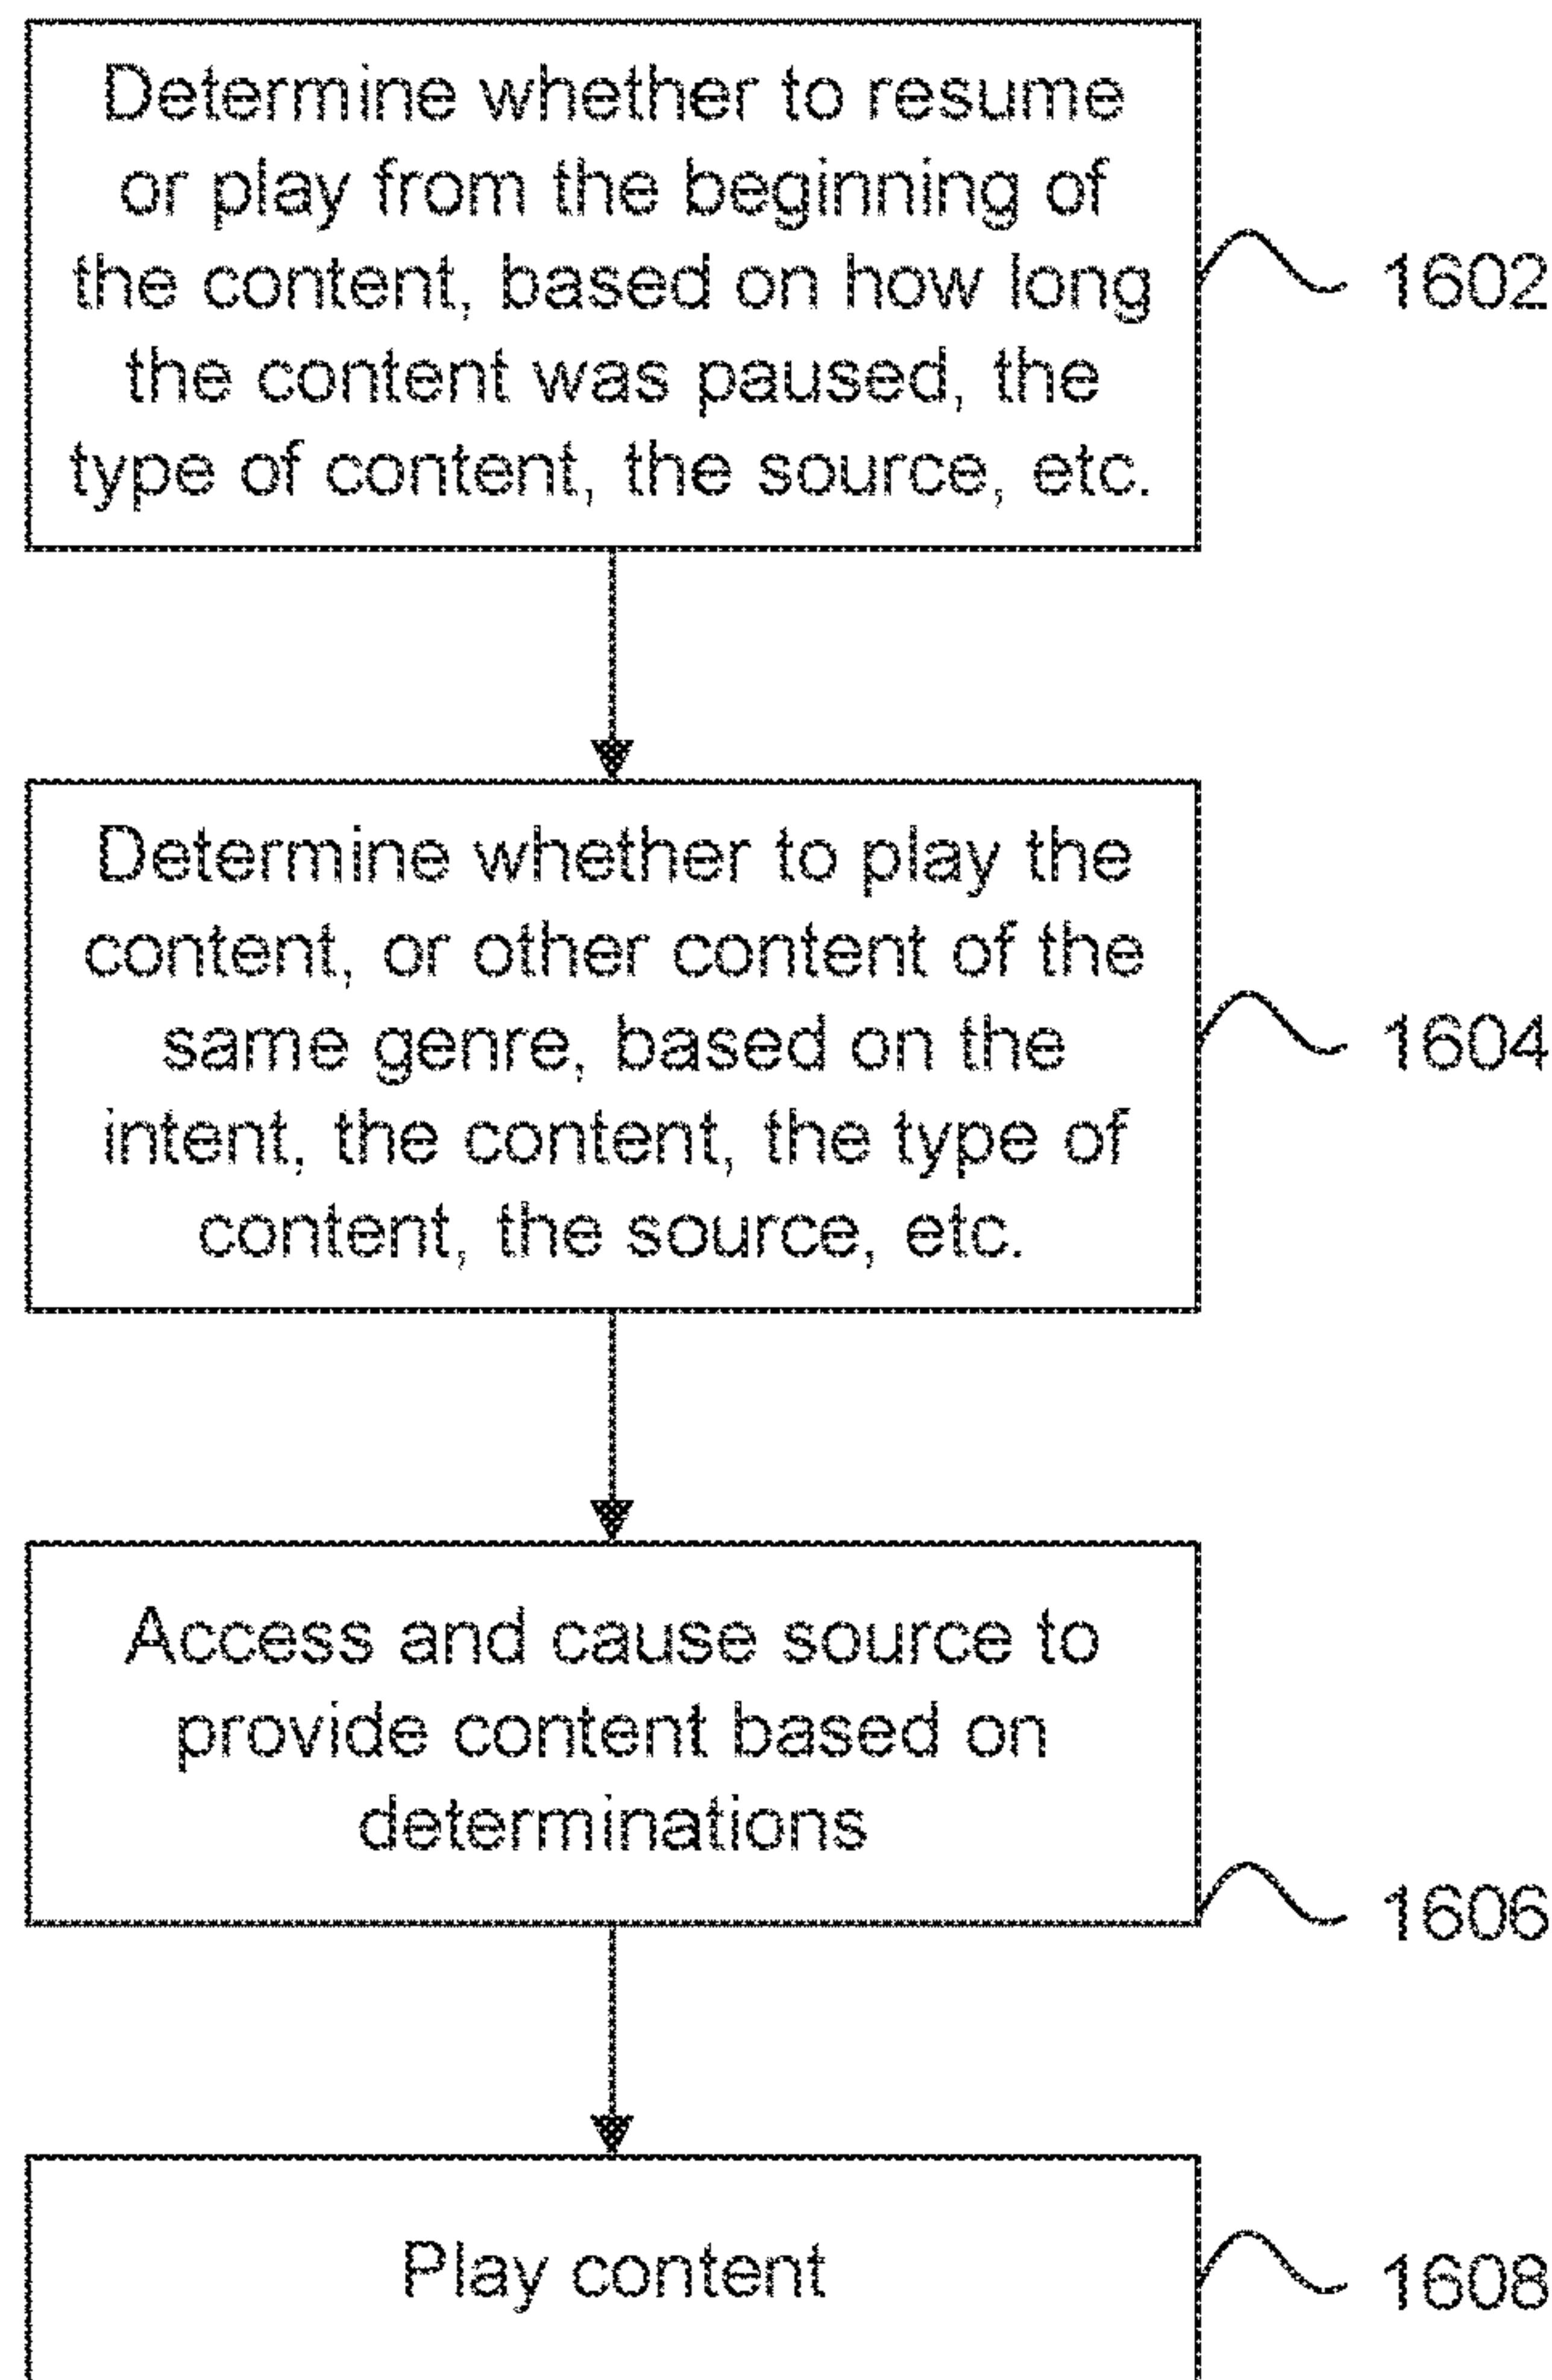 Determine whether to resume
or play from the beginning of
the content, based on how long
the content was paused, the
type of content, the source, etc.
1602
Determine whether to play the
content, or other content of the
same genre, based on the
intent, the content, the type of
content, the source, etc.
1604
Access and cause source to
provide content based on
determinations
1606
Play content
1608